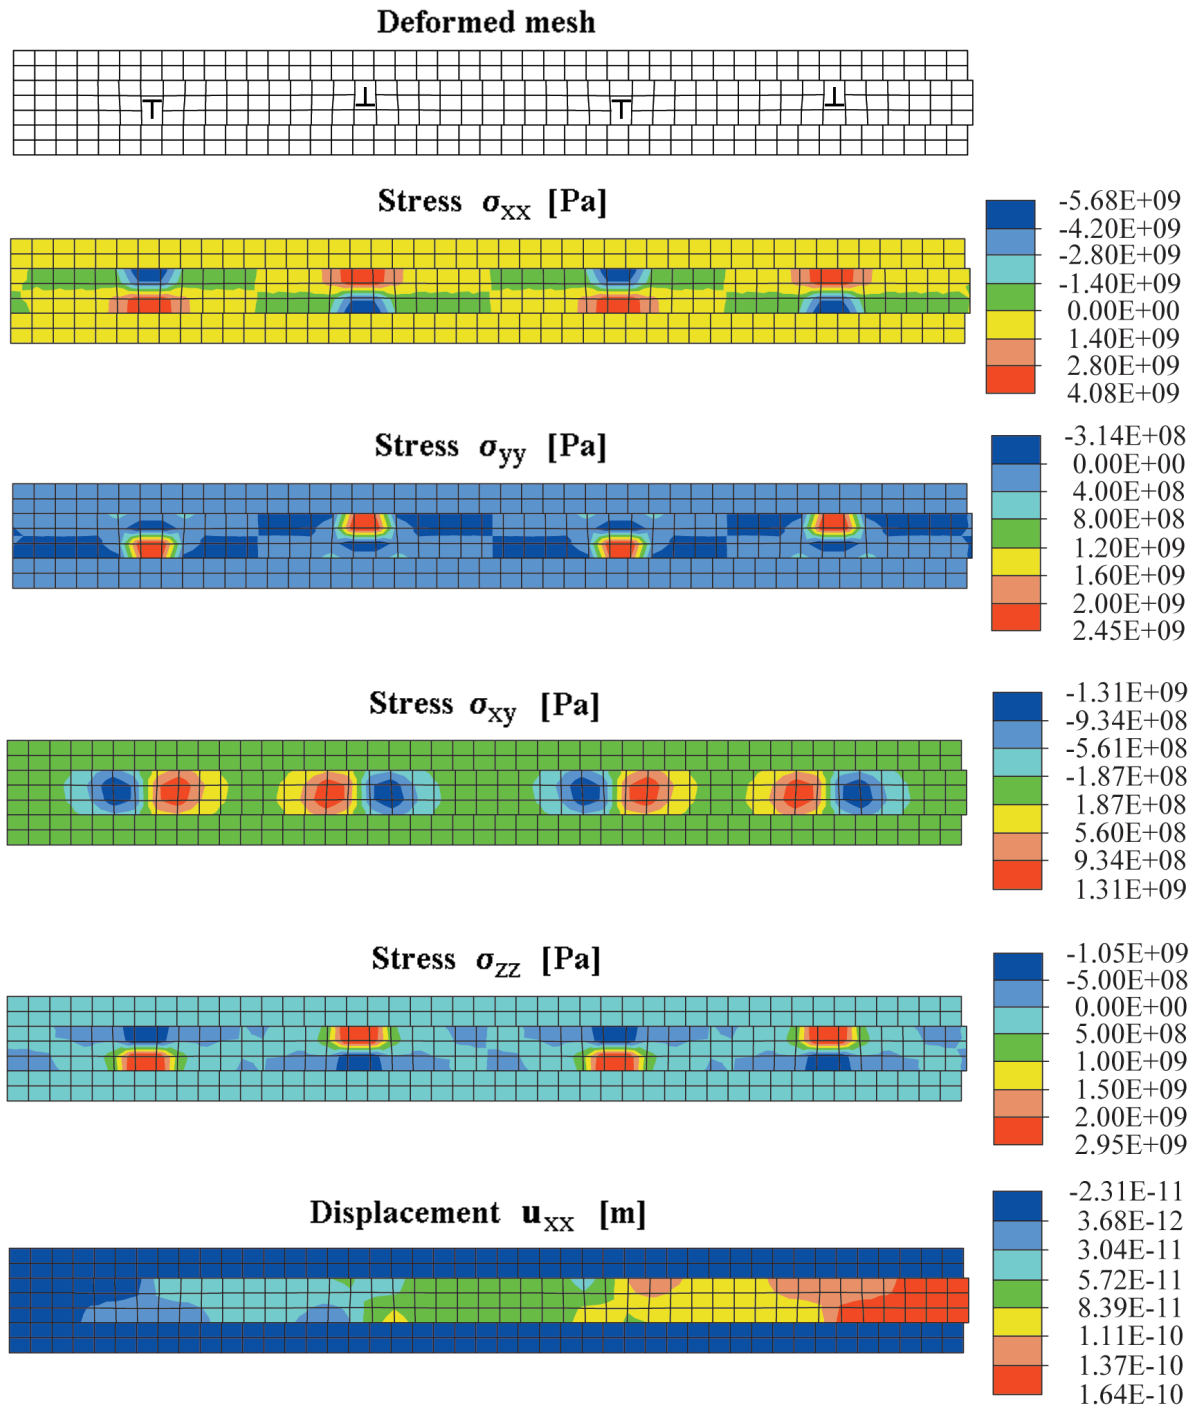 Deformed mesh
⊤ ⊥ ⊤ ⊥
Stress σxx [Pa]
-5.68E+09
-4.20E+09
-2.80E+09
-1.40E+09
0.00E+00
1.40E+09
2.80E+09
4.08E+09
Stress σyy [Pa]
-3.14E+08
0.00E+00
4.00E+08
8.00E+08
1.20E+09
1.60E+09
2.00E+09
2.45E+09
Stress σxy [Pa]
-1.31E+09
-9.34E+08
-5.61E+08
-1.87E+08
1.87E+08
5.60E+08
9.34E+08
1.31E+09
Stress σzz [Pa]
-1.05E+09
-5.00E+08
0.00E+00
5.00E+08
1.00E+09
1.50E+09
2.00E+09
2.95E+09
Displacement uxx [m]
-2.31E-11
3.68E-12
3.04E-11
5.72E-11
8.39E-11
1.11E-10
1.37E-10
1.64E-10